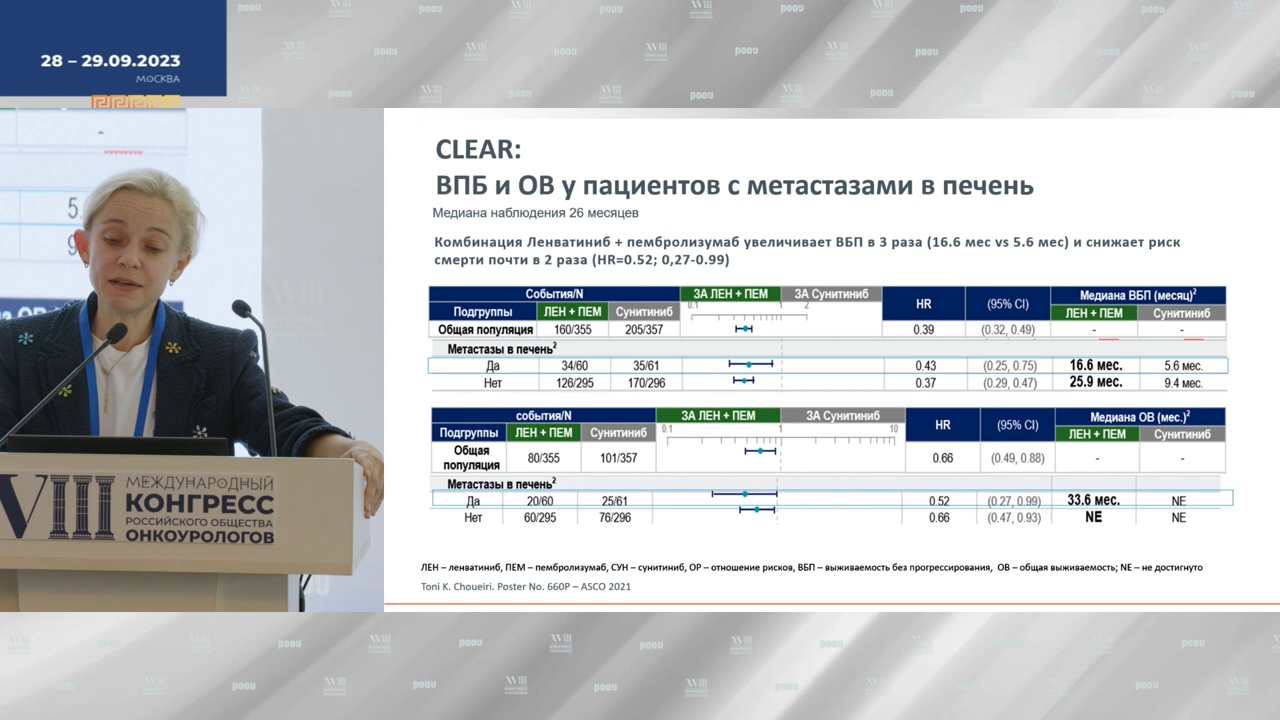 28 – 29.09.2023
МОСКВА
CLEAR:
ВПБ и ОВ у пациентов с метастазами в печень
Медиана наблюдения 26 месяцев
Комбинация Ленватиниб + пембролизумаб увеличивает ВБП в 3 раза (16.6 мес vs 5.6 мес) и снижает риск
смерти почти в 2 раза (HR=0.52; 0,27-0.99)
События/N ЗА ЛЕН + ПЕМ ЗА Сунитиниб HR (95% CI) Медиана ВБП (месяц)2
Подгруппы ЛЕН + ПЕМ Сунитиниб 0.1 1 2 ЛЕН + ПЕМ Сунитиниб
Общая популяция 160/355 205/357 0.39 (0.32, 0.49) - -
Метастазы в печень2
Да 34/60 35/61 0.43 (0.25, 0.75) 16.6 мес. 5.6 мес.
Нет 126/295 170/296 0.37 (0.29, 0.47) 25.9 мес. 9.4 мес.
события/N ЗА ЛЕН + ПЕМ ЗА Сунитиниб HR (95% CI) Медиана ОВ (мес.)2
Подгруппы ЛЕН + ПЕМ Сунитиниб 0.1 1 10 ЛЕН + ПЕМ Сунитиниб
Общая
популяция 80/355 101/357 0.66 (0.49, 0.88) - -
Метастазы в печень2
Да 20/60 25/61 0.52 (0.27, 0.99) 33.6 мес. NE
Нет 60/295 76/296 0.66 (0.47, 0.93) NE NE
ЛЕН – ленватиниб, ПЕМ – пембролизумаб, СУН – сунитиниб, ОР – отношение рисков, ВБП – выживаемость без прогрессирования, ОВ – общая выживаемость; NE – не достигнуто
Toni K. Choueiri. Poster No. 660P – ASCO 2021
VIII МЕЖДУНАРОДНЫЙ
КОНГРЕСС
РОССИЙСКОГО ОБЩЕСТВА
ОНКОУРОЛОГОВ